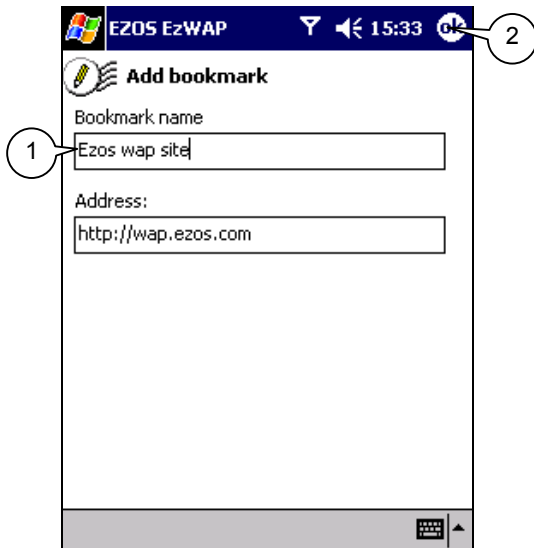 EZOS EzWAP 15:33 ok
2
Add bookmark
Bookmark name
1
Ezos wap site
Address:
http://wap.ezos.com